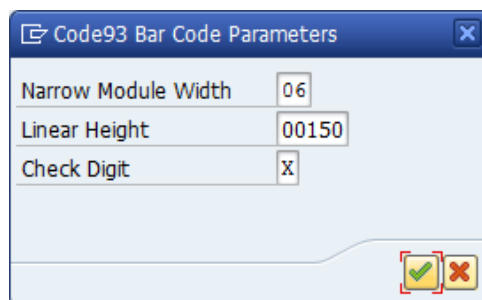 Code93 Bar Code Parameters
Narrow Module Width 06
Linear Height 00150
Check Digit X